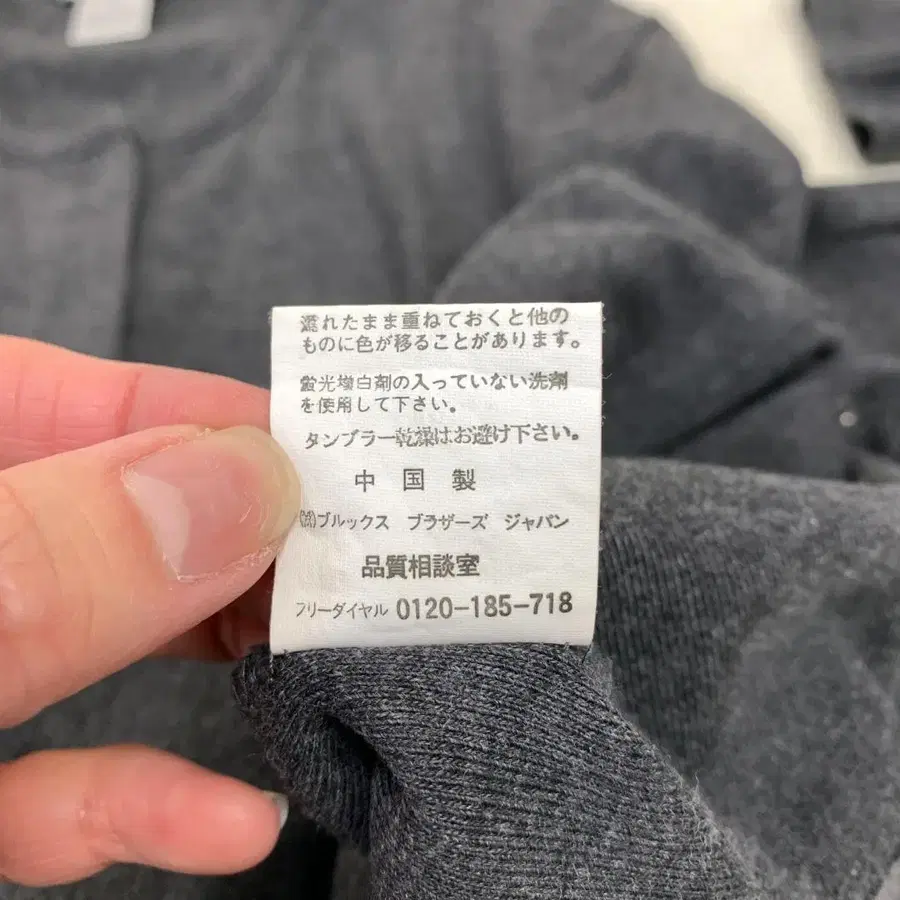 濡れたまま重ねておくと他の
ものに色が移ることがあります。
蛍光増白剤の入っていない洗剤
を使用して下さい。
タンブラー乾燥はお避け下さい。
中国製
㈱ブルックス ブラザーズ ジャパン
品質相談室
フリーダイヤル 0120-185-718